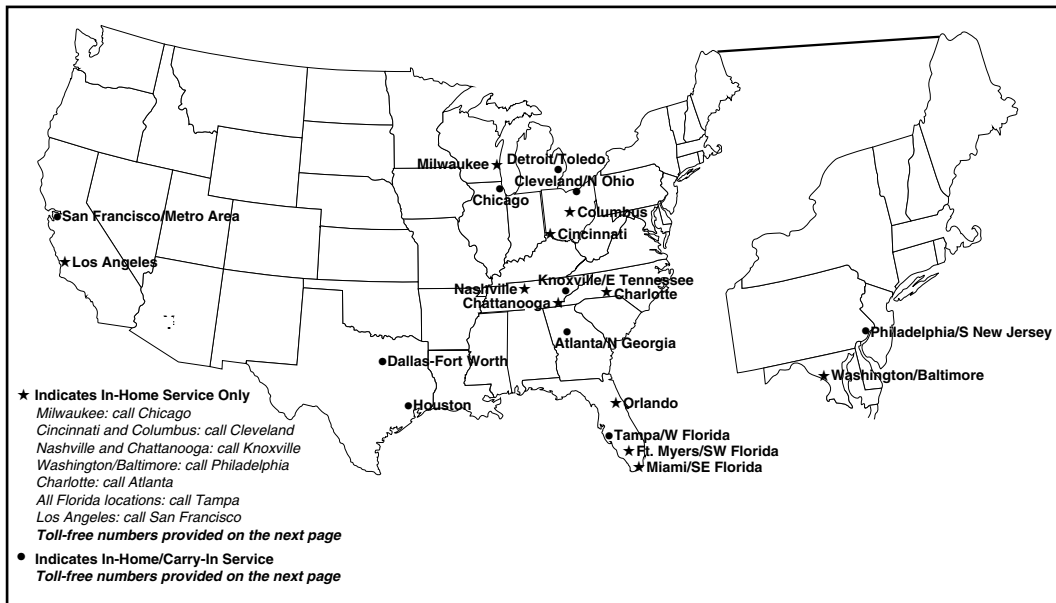 Milwaukee
Detroit/Toledo
Cleveland/N Ohio
Chicago
Columbus
San Francisco/Metro Area
Cincinnati
Los Angeles
Knoxville/E Tennessee
Nashville
Charlotte
Chattanooga
Philadelphia/S New Jersey
Atlanta/N Georgia
Dallas-Fort Worth
Washington/Baltimore
Houston
Orlando
Tampa/W Florida
Ft. Myers/SW Florida
Miami/SE Florida
★ Indicates In-Home Service Only
Milwaukee: call Chicago
Cincinnati and Columbus: call Cleveland
Nashville and Chattanooga: call Knoxville
Washington/Baltimore: call Philadelphia
Charlotte: call Atlanta
All Florida locations: call Tampa
Los Angeles: call San Francisco
Toll-free numbers provided on the next page
● Indicates In-Home/Carry-In Service
Toll-free numbers provided on the next page